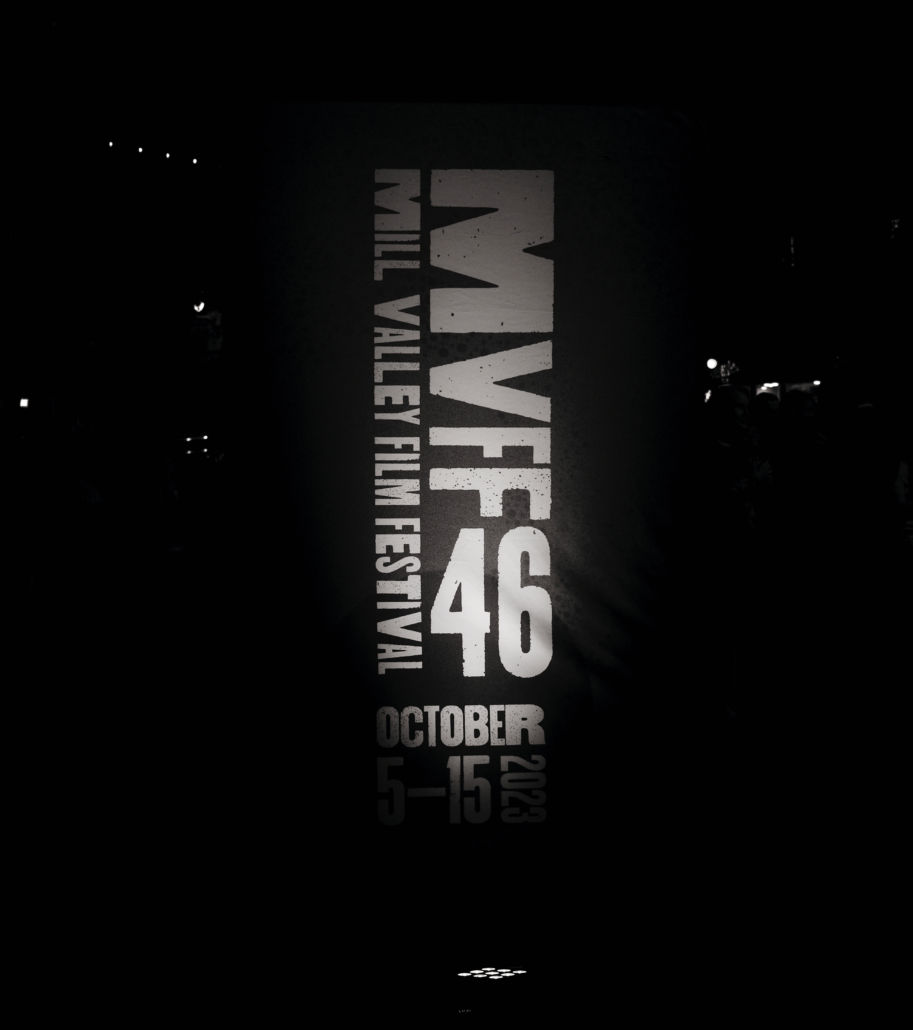 MVFF
46
MILL VALLEY FILM FESTIVAL
OCTOBER
5—15 2023